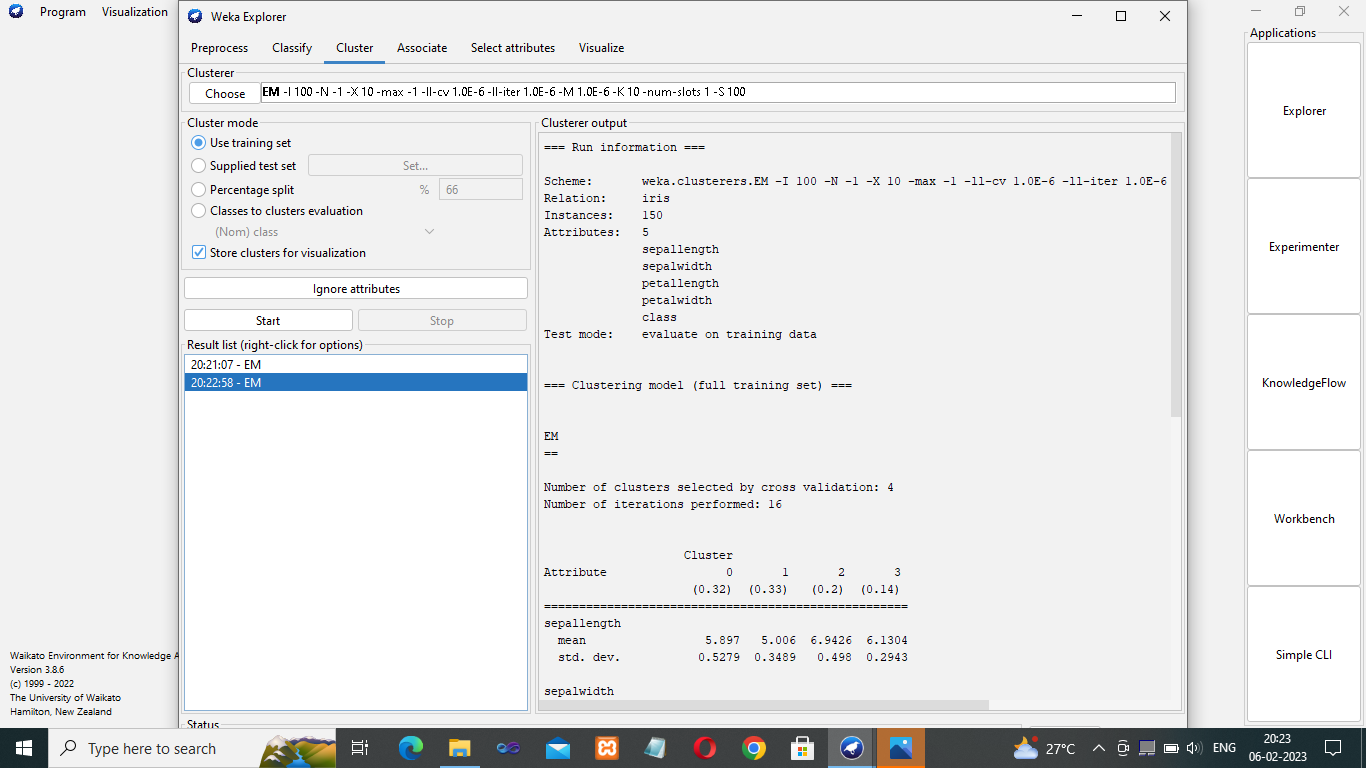 Program Visualization
Weka Explorer
Applications
Preprocess Classify Cluster Associate Select attributes Visualize
Clusterer
Choose EM -I 100 -N -1 -X 10 -max -1 -ll-cv 1.0E-6 -ll-iter 1.0E-6 -M 1.0E-6 -K 10 -num-slots 1 -S 100
Cluster mode
Use training set
Supplied test set Set...
Percentage split % 66
Classes to clusters evaluation
(Nom) class
Store clusters for visualization
Ignore attributes
Start Stop
Result list (right-click for options)
20:21:07 - EM
20:22:58 - EM
Clusterer output
=== Run information ===
Scheme: weka.clusterers.EM -I 100 -N -1 -X 10 -max -1 -ll-cv 1.0E-6 -ll-iter 1.0E-6
Relation: iris
Instances: 150
Attributes: 5
sepallength
sepalwidth
petallength
petalwidth
class
Test mode: evaluate on training data
=== Clustering model (full training set) ===
EM
==
Number of clusters selected by cross validation: 4
Number of iterations performed: 16
Cluster
Attribute 0 1 2 3
(0.32) (0.33) (0.2) (0.14)
====================================================
sepallength
mean 5.897 5.006 6.9426 6.1304
std. dev. 0.5279 0.3489 0.498 0.2943
sepalwidth
Status
Explorer
Experimenter
KnowledgeFlow
Workbench
Simple CLI
Waikato Environment for Knowledge A
Version 3.8.6
(c) 1999 - 2022
The University of Waikato
Hamilton, New Zealand
Type here to search
27°C
ENG
20:23
06-02-2023